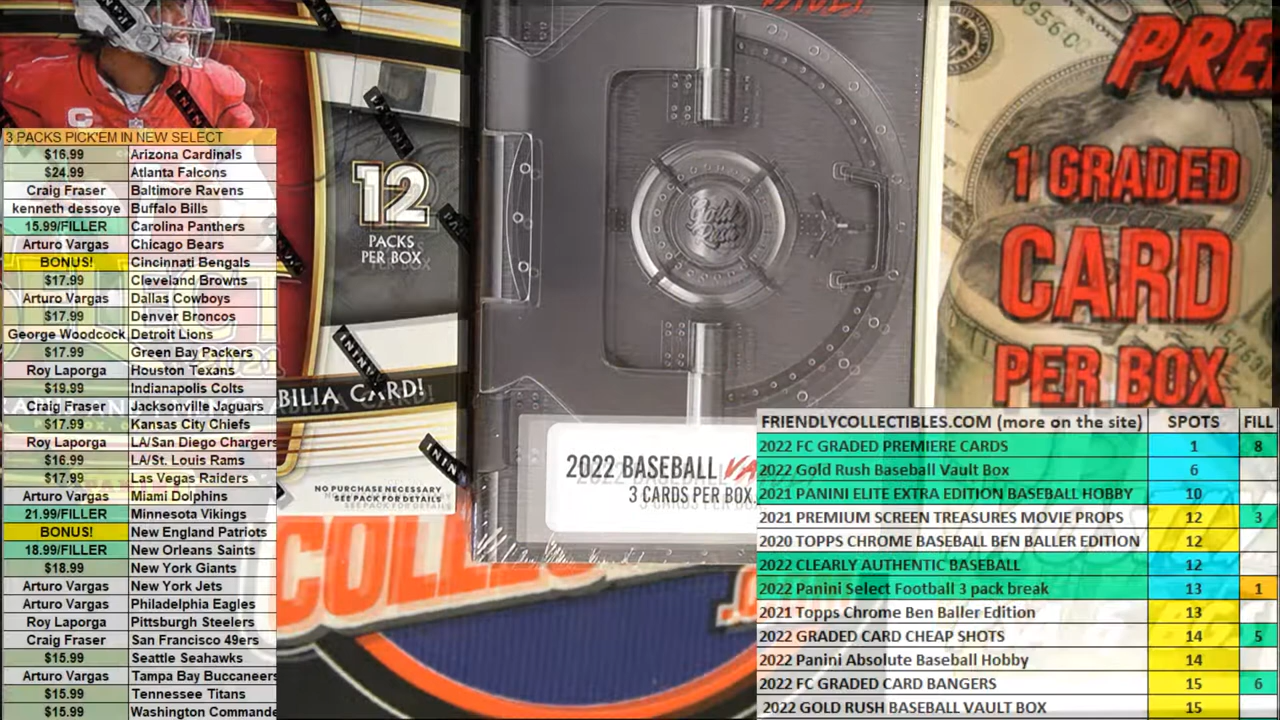 PRE
12
PACKS
PER BOX
Gold
Rush
1 GRADED
CARD
PER BOX
BILIA CARD!
NO PURCHASE NECESSARY
SEE PACK FOR DETAILS
2022 BASEBALL
3 CARDS PER BOX.
COLLEC
3 PACKS PICK'EM IN NEW SELECT
$16.99 Arizona Cardinals
$24.99 Atlanta Falcons
Craig Fraser Baltimore Ravens
kenneth dessoye Buffalo Bills
15.99/FILLER Carolina Panthers
Arturo Vargas Chicago Bears
BONUS! Cincinnati Bengals
$17.99 Cleveland Browns
Arturo Vargas Dallas Cowboys
$17.99 Denver Broncos
George Woodcock Detroit Lions
$17.99 Green Bay Packers
Roy Laporga Houston Texans
$19.99 Indianapolis Colts
Craig Fraser Jacksonville Jaguars
$17.99 Kansas City Chiefs
Roy Laporga LA/San Diego Chargers
$16.99 LA/St. Louis Rams
$17.99 Las Vegas Raiders
Arturo Vargas Miami Dolphins
21.99/FILLER Minnesota Vikings
BONUS! New England Patriots
18.99/FILLER New Orleans Saints
$18.99 New York Giants
Arturo Vargas New York Jets
Arturo Vargas Philadelphia Eagles
Roy Laporga Pittsburgh Steelers
Craig Fraser San Francisco 49ers
$15.99 Seattle Seahawks
Arturo Vargas Tampa Bay Buccaneers
$15.99 Tennessee Titans
$15.99 Washington Commande
FRIENDLYCOLLECTIBLES.COM (more on the site) SPOTS FILL
2022 FC GRADED PREMIERE CARDS 1 8
2022 Gold Rush Baseball Vault Box 6
2021 PANINI ELITE EXTRA EDITION BASEBALL HOBBY 10
2021 PREMIUM SCREEN TREASURES MOVIE PROPS 12 3
2020 TOPPS CHROME BASEBALL BEN BALLER EDITION 12
2022 CLEARLY AUTHENTIC BASEBALL 12
2022 Panini Select Football 3 pack break 13 1
2021 Topps Chrome Ben Baller Edition 13
2022 GRADED CARD CHEAP SHOTS 14 5
2022 Panini Absolute Baseball Hobby 14
2022 FC GRADED CARD BANGERS 15 6
2022 GOLD RUSH BASEBALL VAULT BOX 15